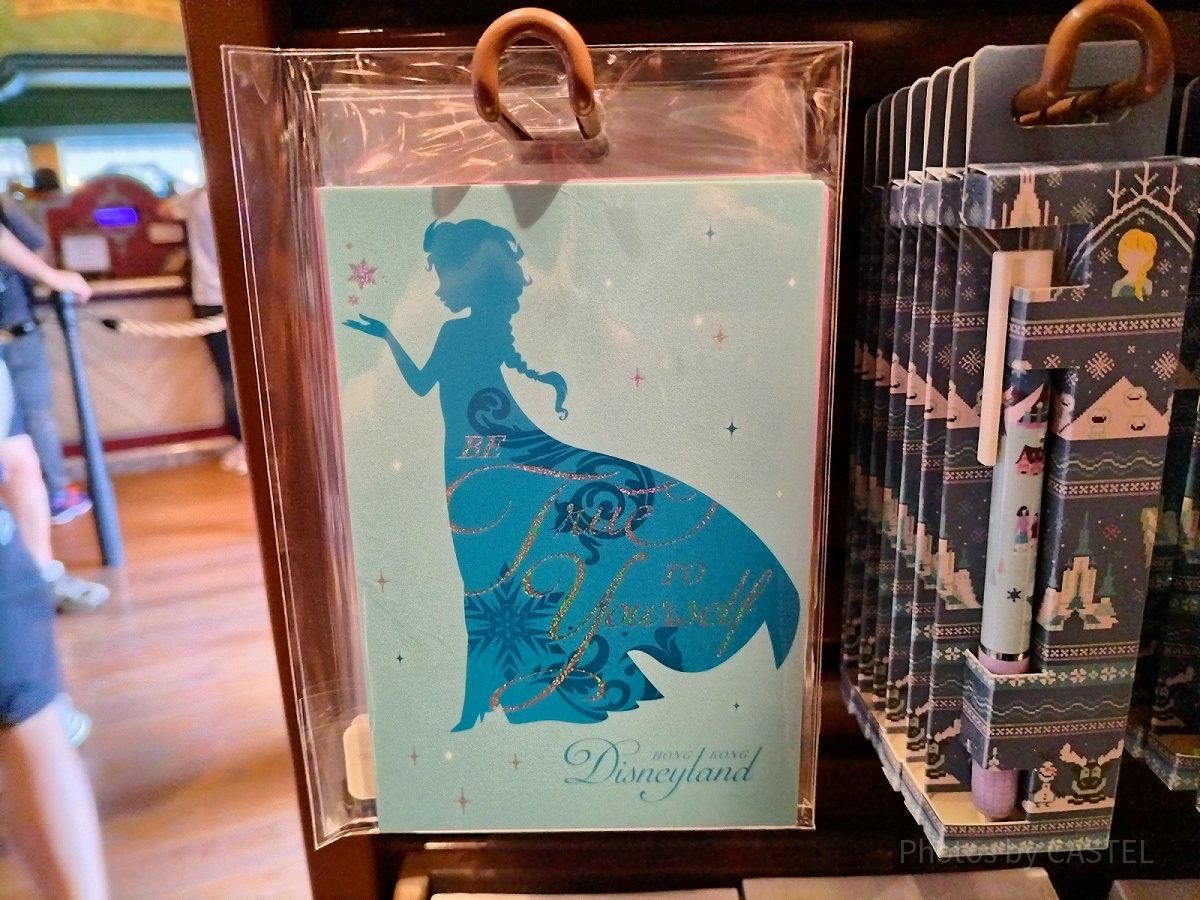 BE
True
TO
Yourself
HONG KONG
Disneyland
Photos by CASTEL